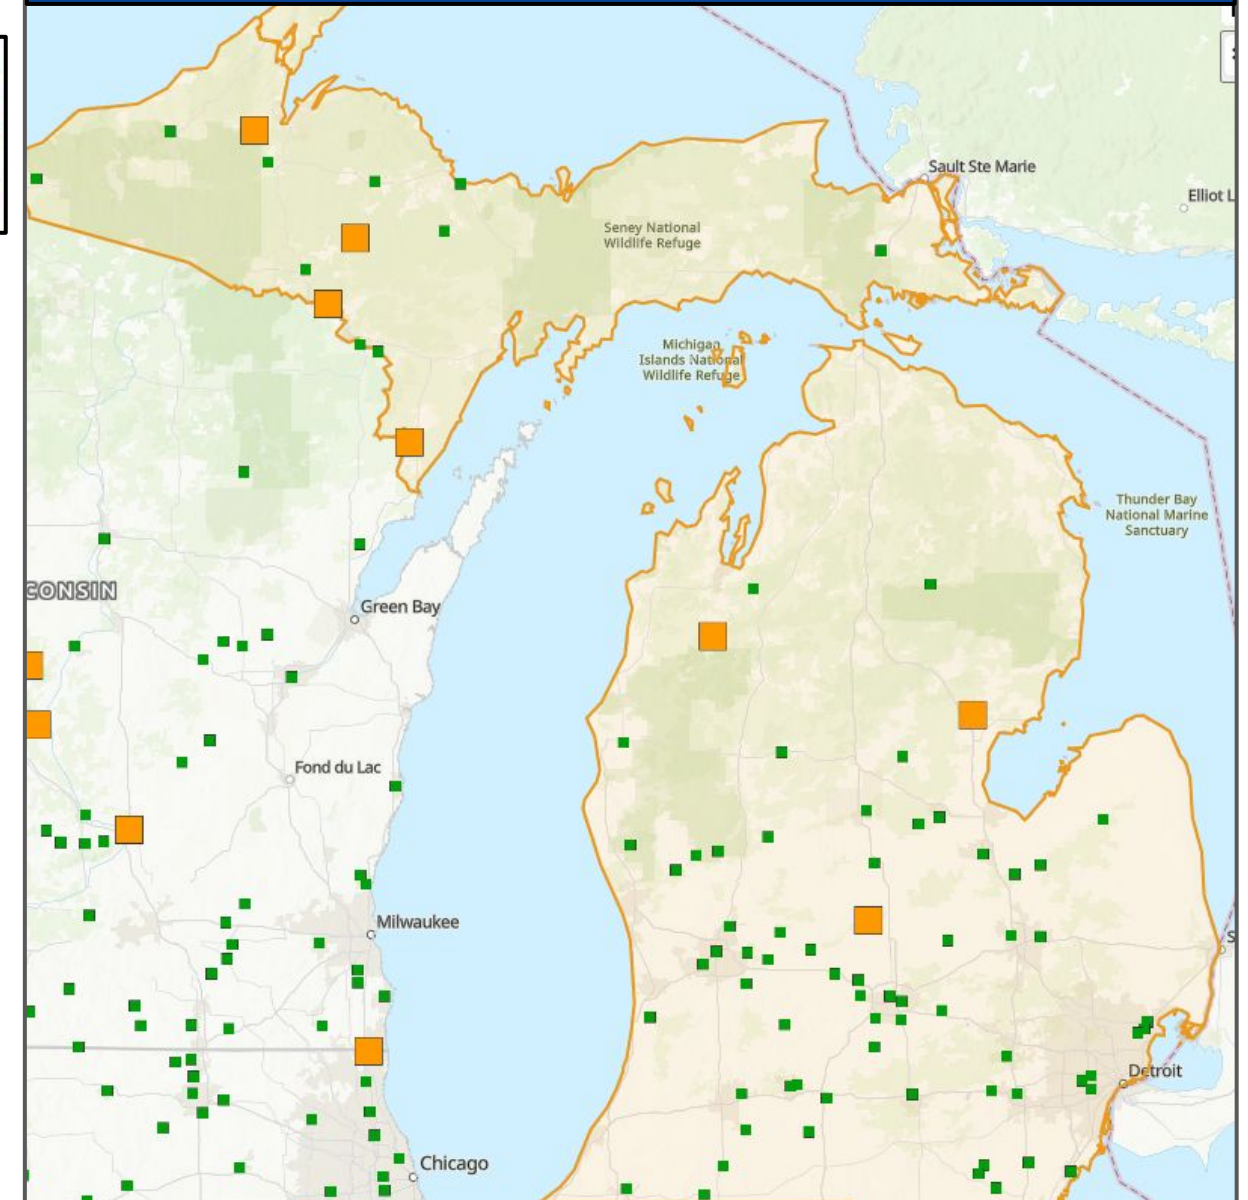 Sault Ste Marie
Elliot L
Seney National
Wildlife Refuge
Michigan
Islands National
Wildlife Refuge
Thunder Bay
National Marine
Sanctuary
CONSIN
Green Bay
Fond du Lac
Milwaukee
S
Detroit
Chicago